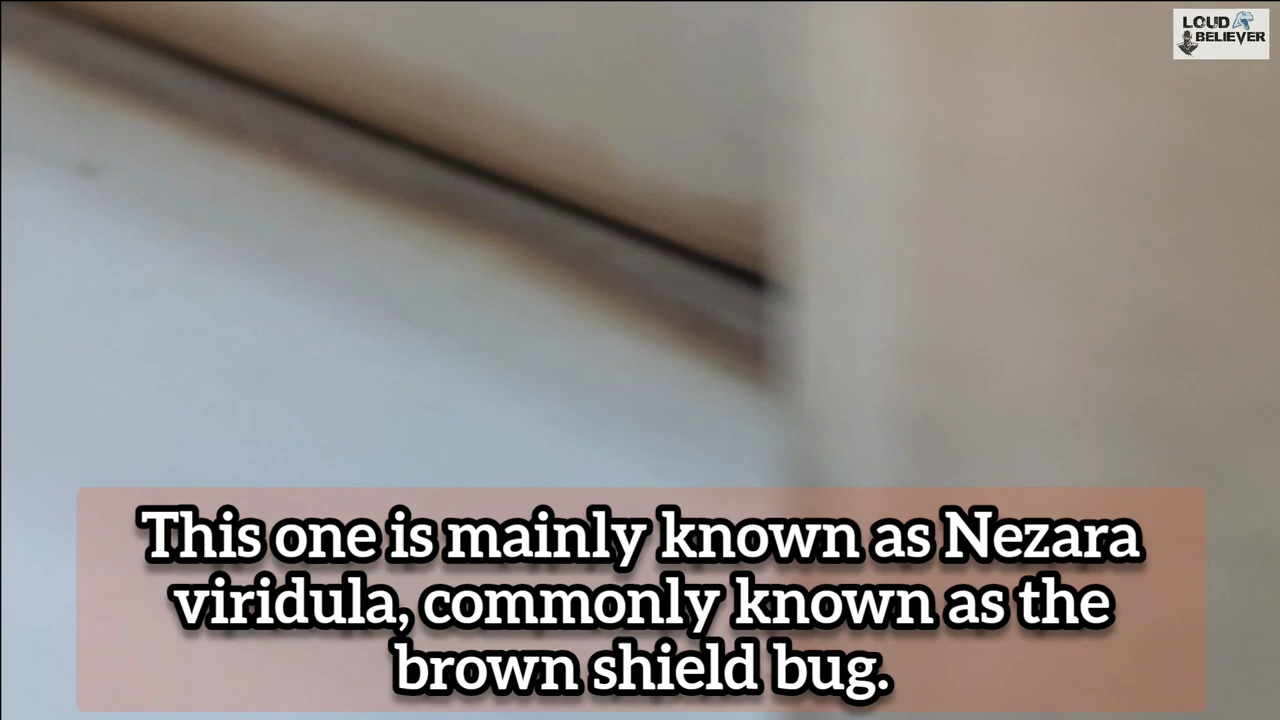 LOUD
BELIEVER
This one is mainly known as Nezara
viridula, commonly known as the
brown shield bug.